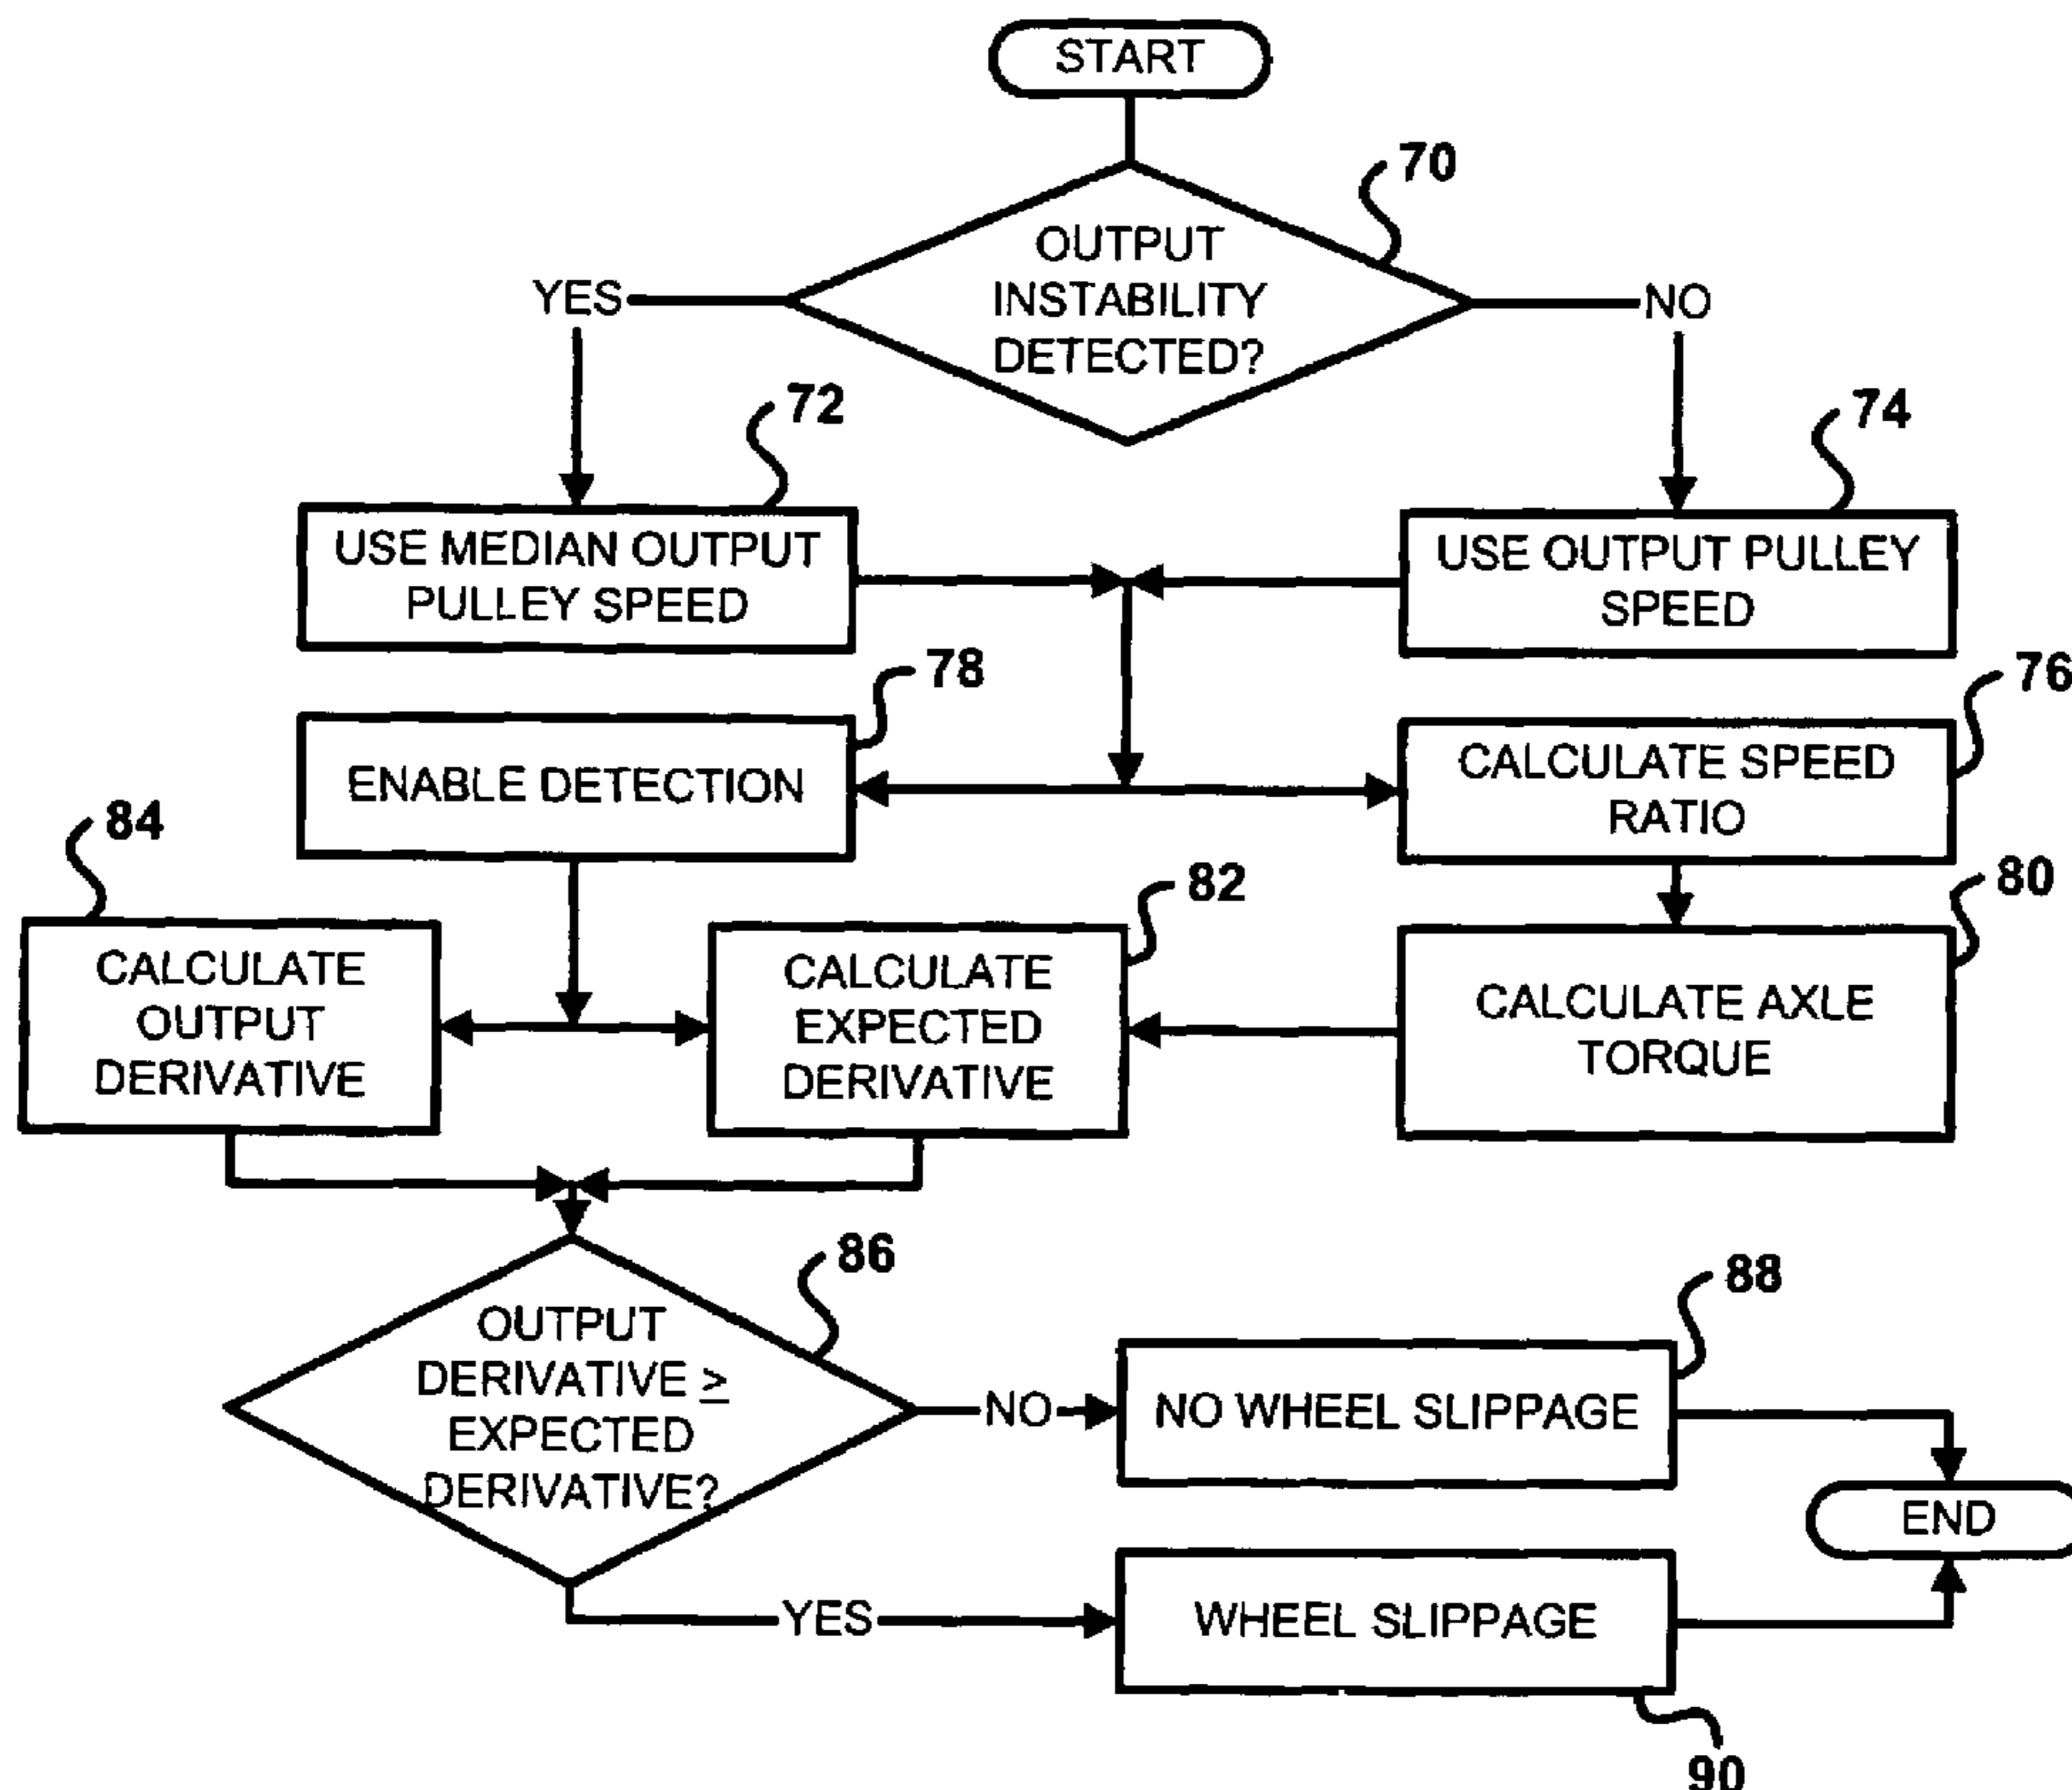 START
70
OUTPUT
INSTABILITY
DETECTED?
YES
NO
72
74
USE MEDIAN OUTPUT
PULLEY SPEED
USE OUTPUT PULLEY
SPEED
78
76
ENABLE DETECTION
CALCULATE SPEED
RATIO
84
82
80
CALCULATE
OUTPUT
DERIVATIVE
CALCULATE
EXPECTED
DERIVATIVE
CALCULATE AXLE
TORQUE
86
88
OUTPUT
DERIVATIVE ≥
EXPECTED
DERIVATIVE?
NO
NO WHEEL SLIPPAGE
END
YES
WHEEL SLIPPAGE
90